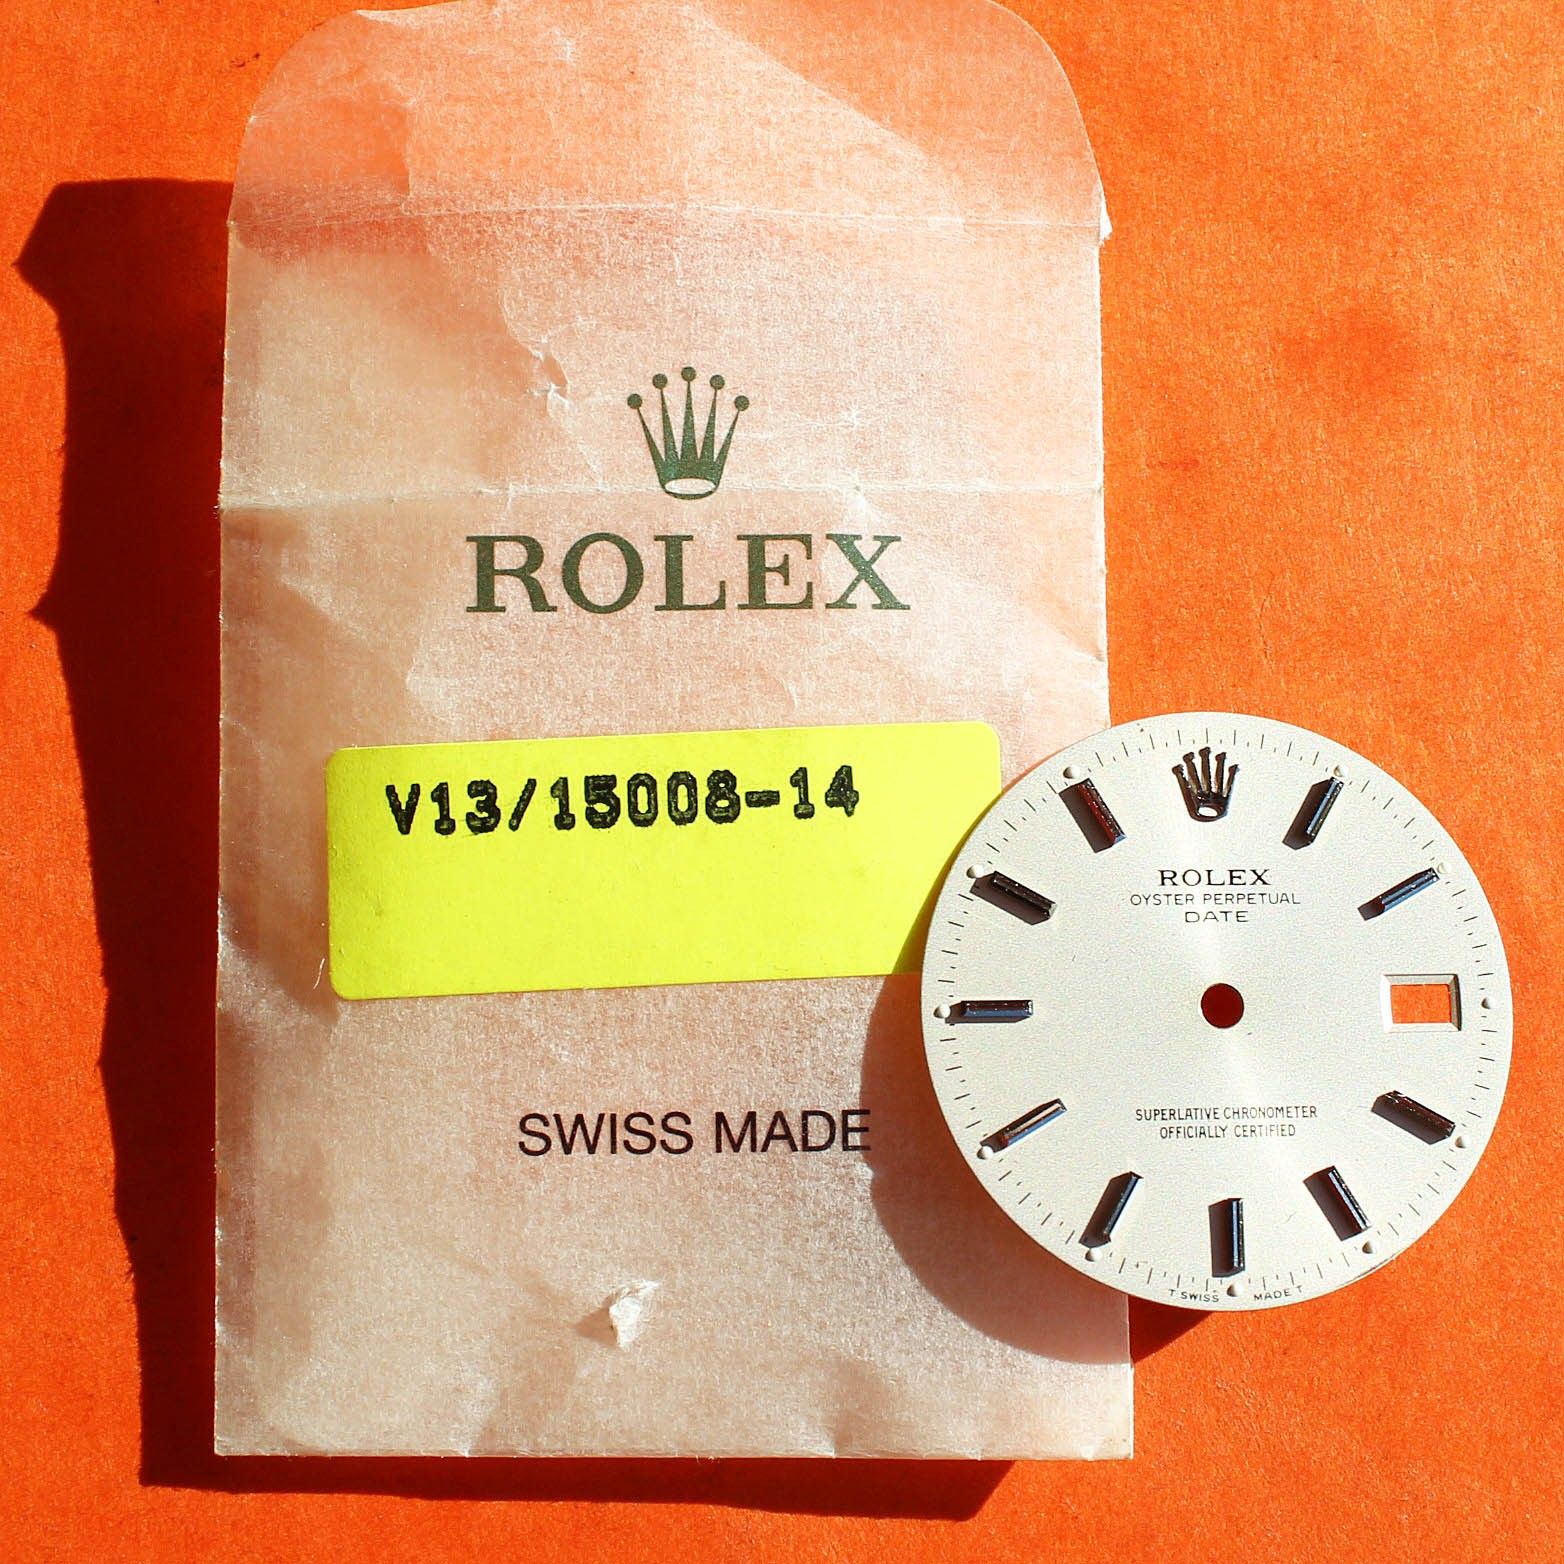 ROLEX
V13/15008-14
SWISS MADE
ROLEX
OYSTER PERPETUAL
DATE
SUPERLATIVE CHRONOMETER
OFFICIALLY CERTIFIED
T SWISS MADE T